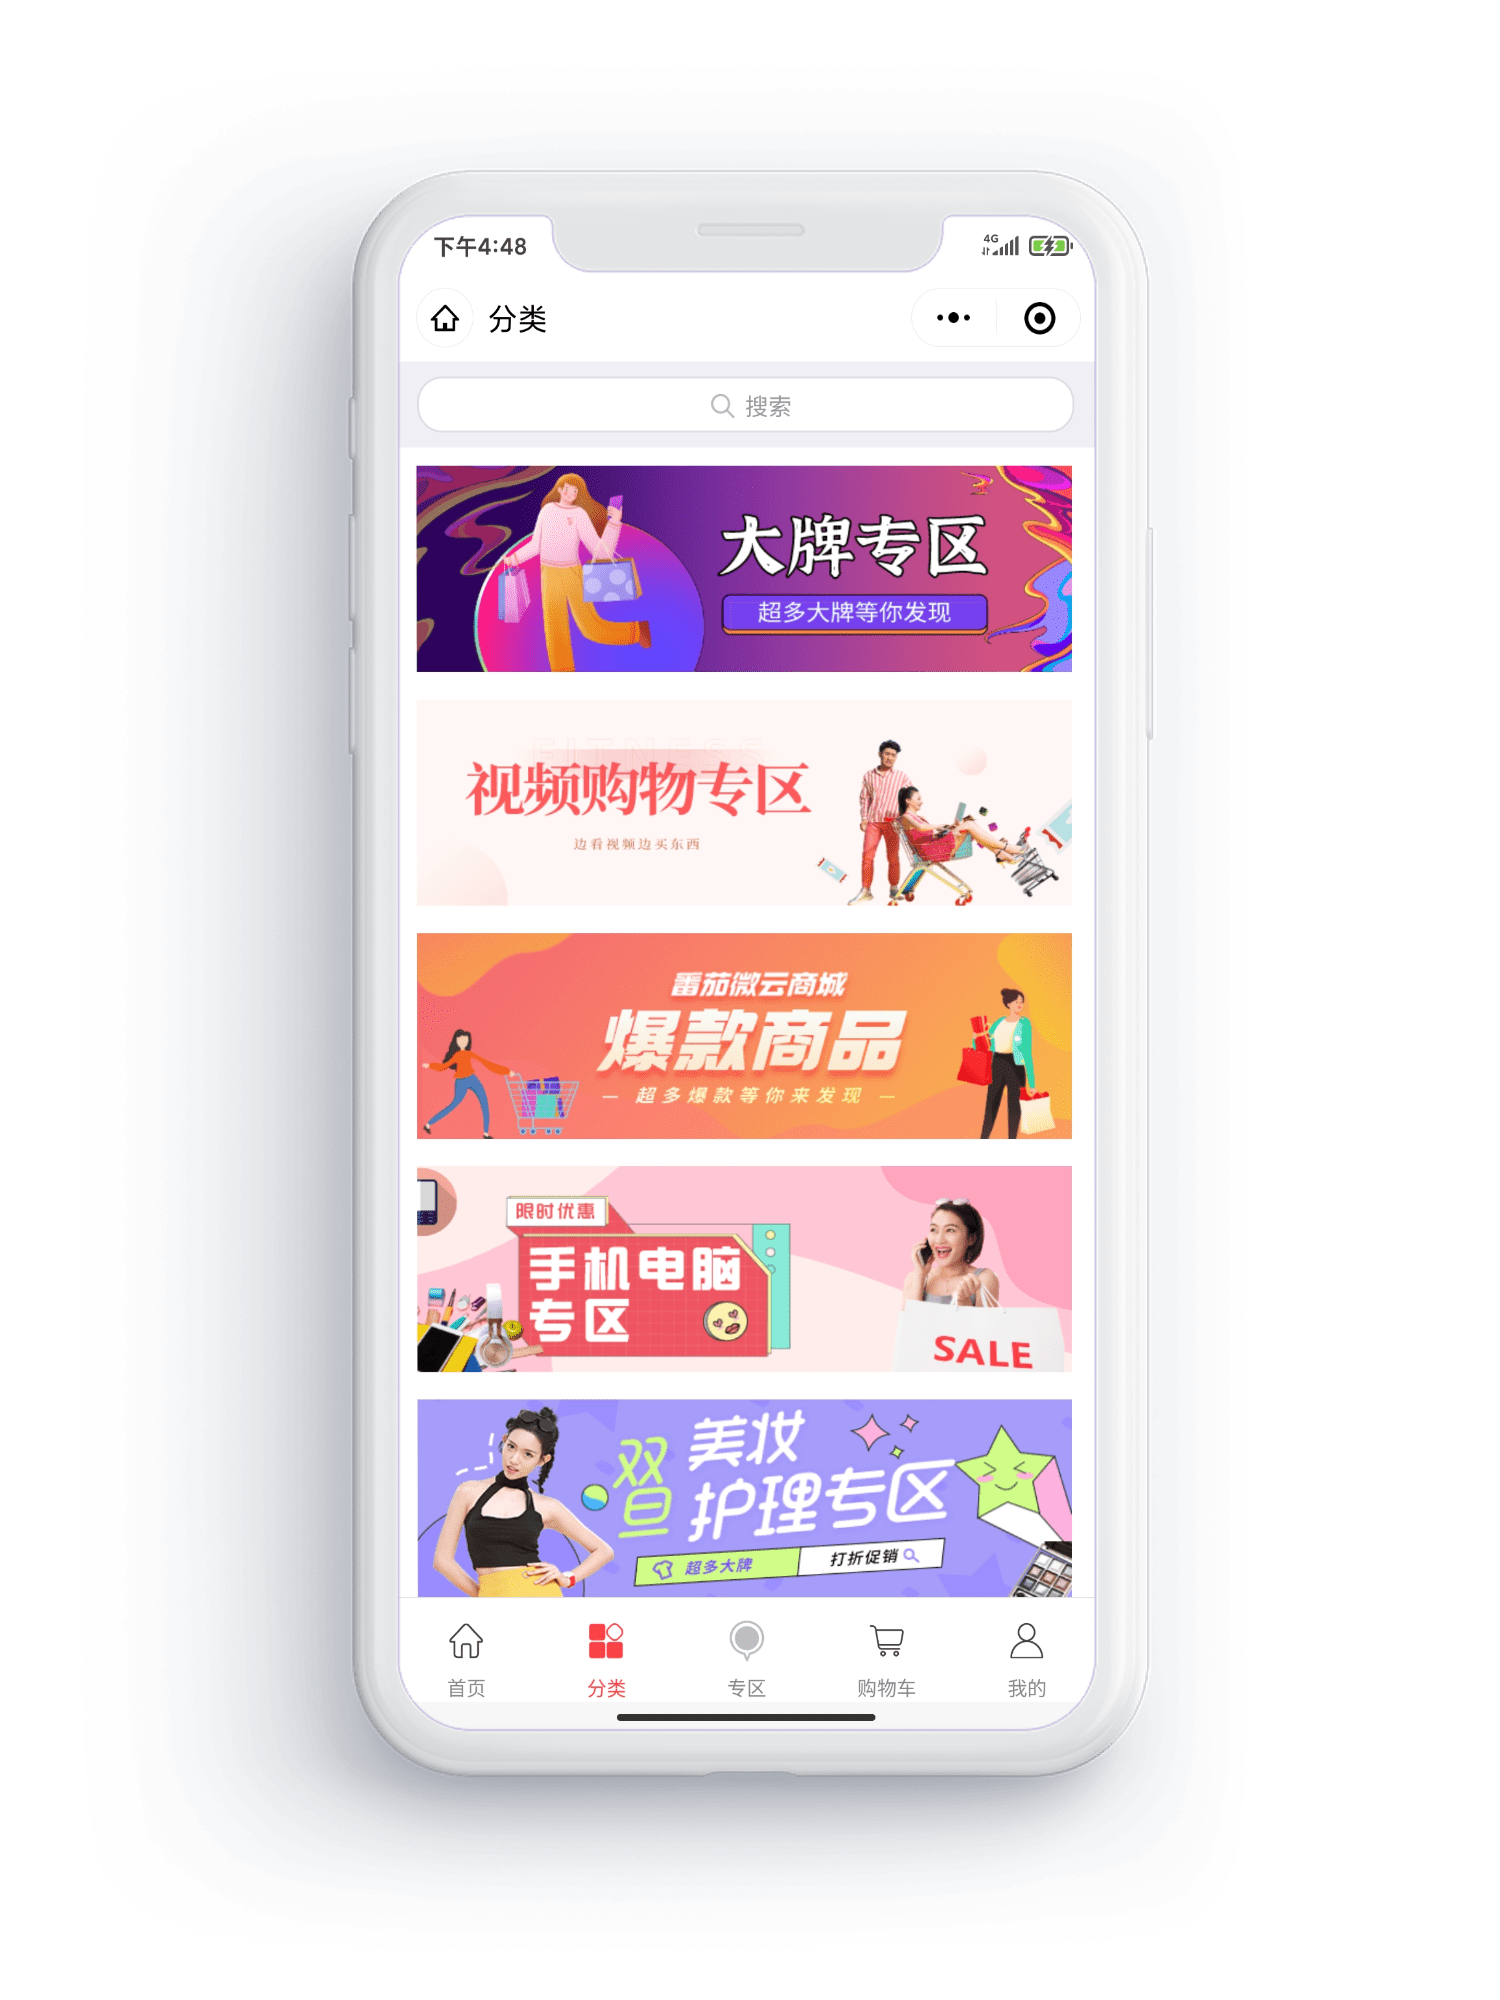 下午4:48
4G
分类
搜索
大牌专区
超多大牌等你发现
FITNESS
视频购物专区
边看视频边买东西
番茄微云商城
爆款商品
超多爆款等你来发现
限时优惠
手机电脑
专区
SALE
双旦
美妆
护理专区
超多大牌
打折促销
首页
分类
专区
购物车
我的